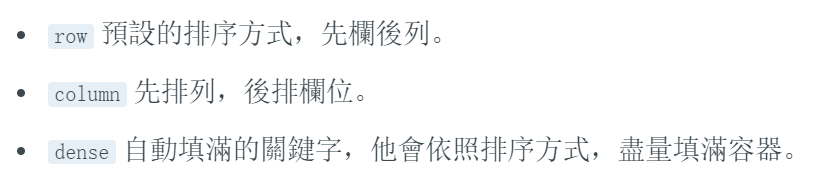 row 預設的排序方式，先欄後列。
column 先排列，後排欄位。
dense 自動填滿的關鍵字，他會依照排序方式，盡量填滿容器。